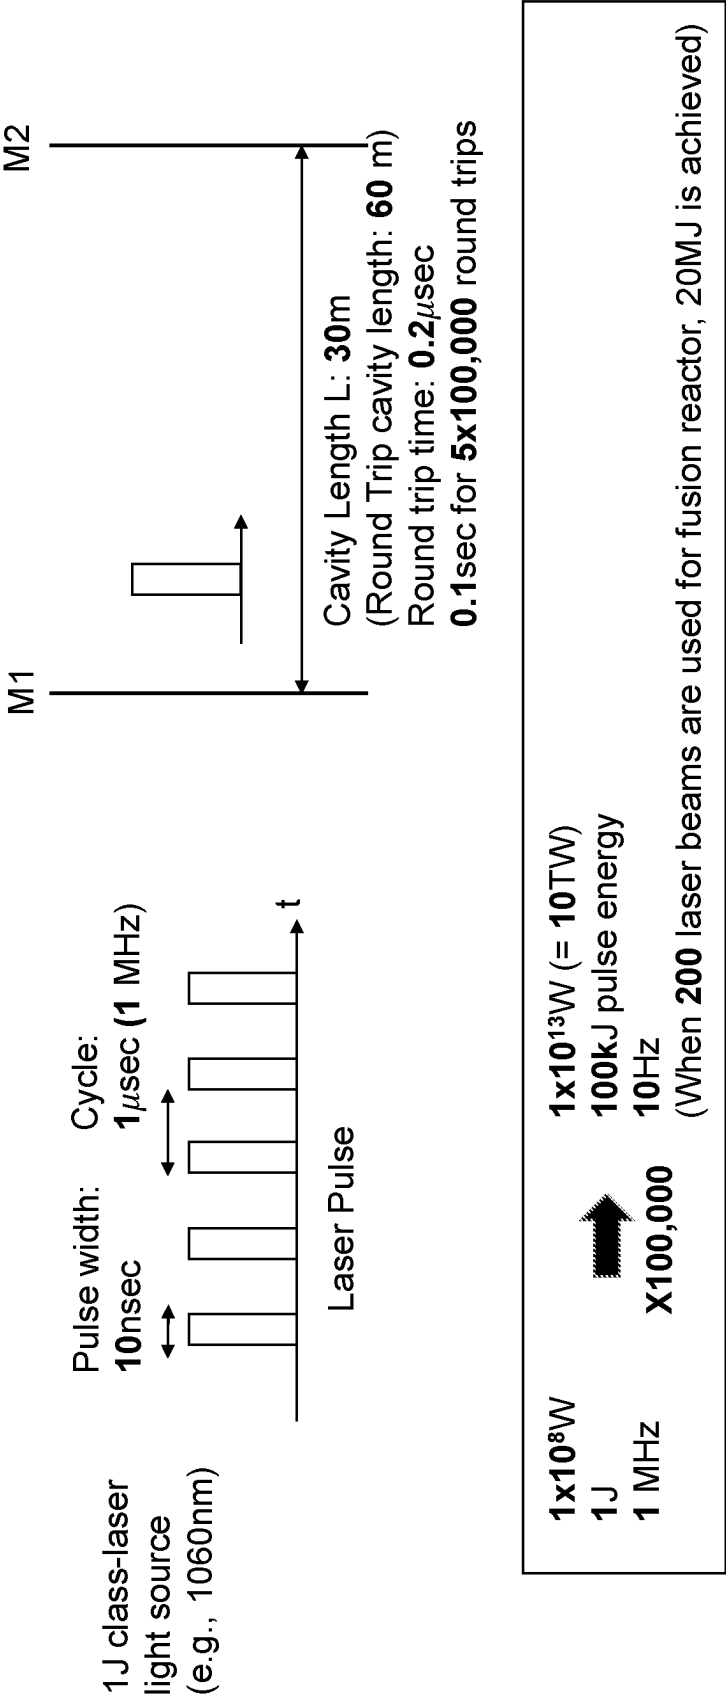 1J class-laser
light source
(e.g., 1060nm)
Pulse width:
10nsec
Cycle:
1μsec (1 MHz)
t
Laser Pulse
M1
M2
Cavity Length L: 30m
(Round Trip cavity length: 60 m)
Round trip time: 0.2μsec
0.1sec for 5x100,000 round trips
1x10⁸W
1J
1 MHz
X100,000
1x10¹³W (= 10TW)
100kJ pulse energy
10Hz
(When 200 laser beams are used for fusion reactor, 20MJ is achieved)